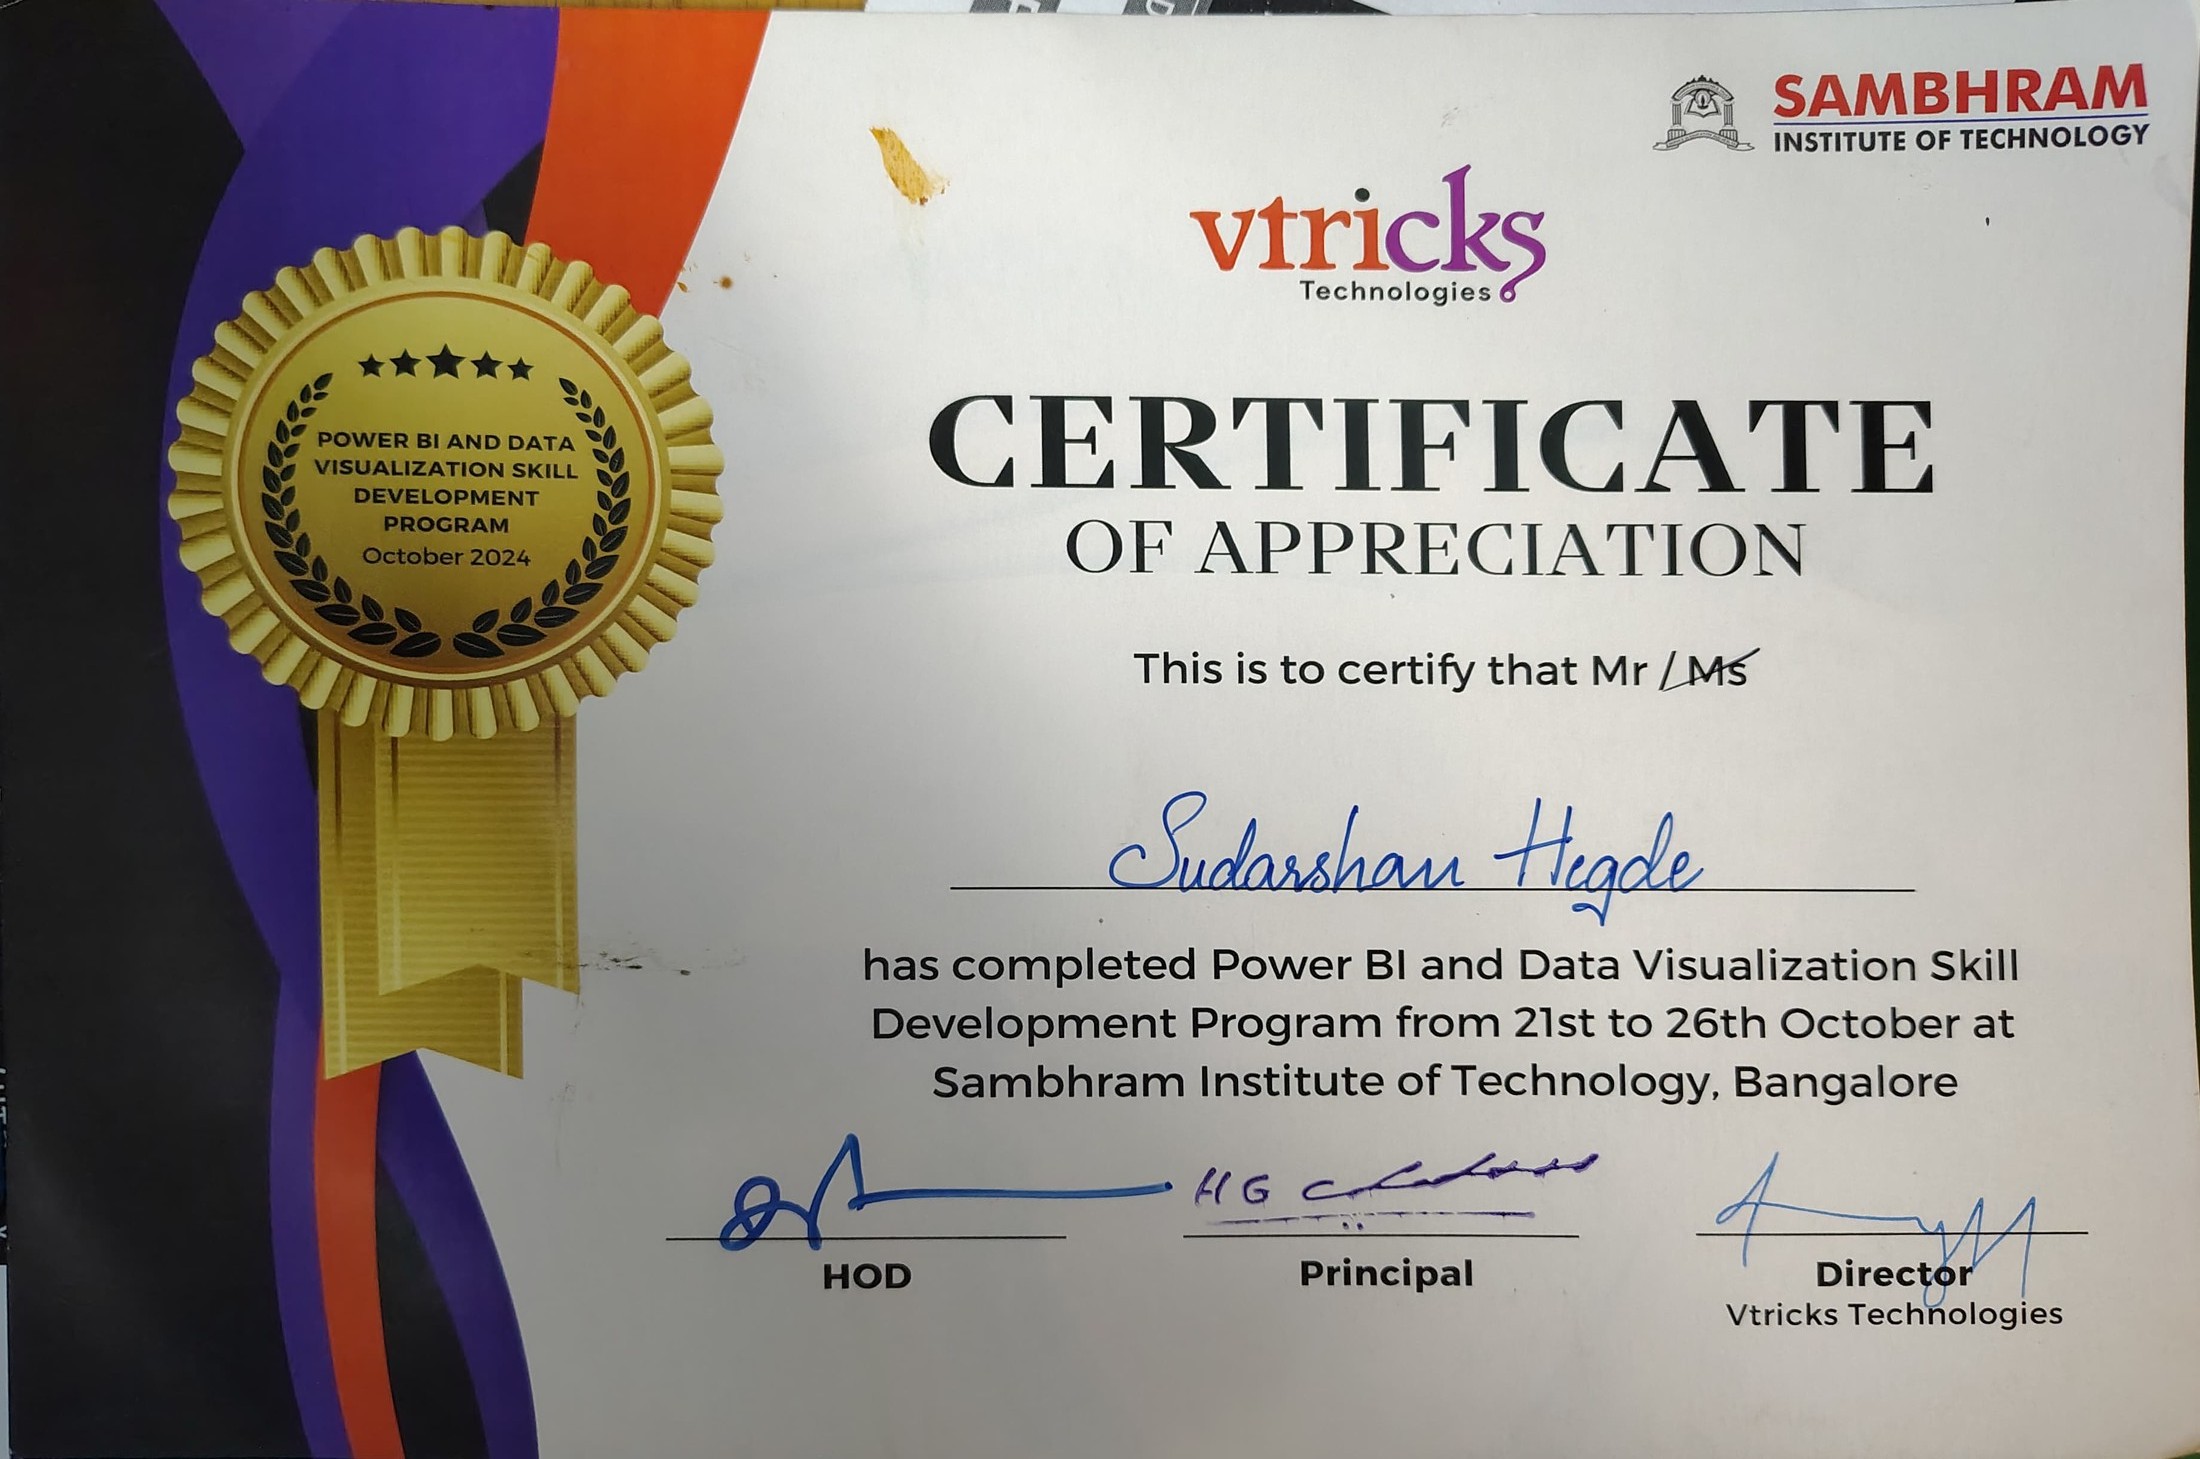 SAMBHRAM
INSTITUTE OF TECHNOLOGY
vtricks
Technologies
POWER BI AND DATA
VISUALIZATION SKILL
DEVELOPMENT
PROGRAM
October 2024
CERTIFICATE
OF APPRECIATION
This is to certify that Mr / Ms
Sudarshan Hegde
has completed Power BI and Data Visualization Skill
Development Program from 21st to 26th October at
Sambhram Institute of Technology, Bangalore
HG
HOD
Principal
Director
Vtricks Technologies